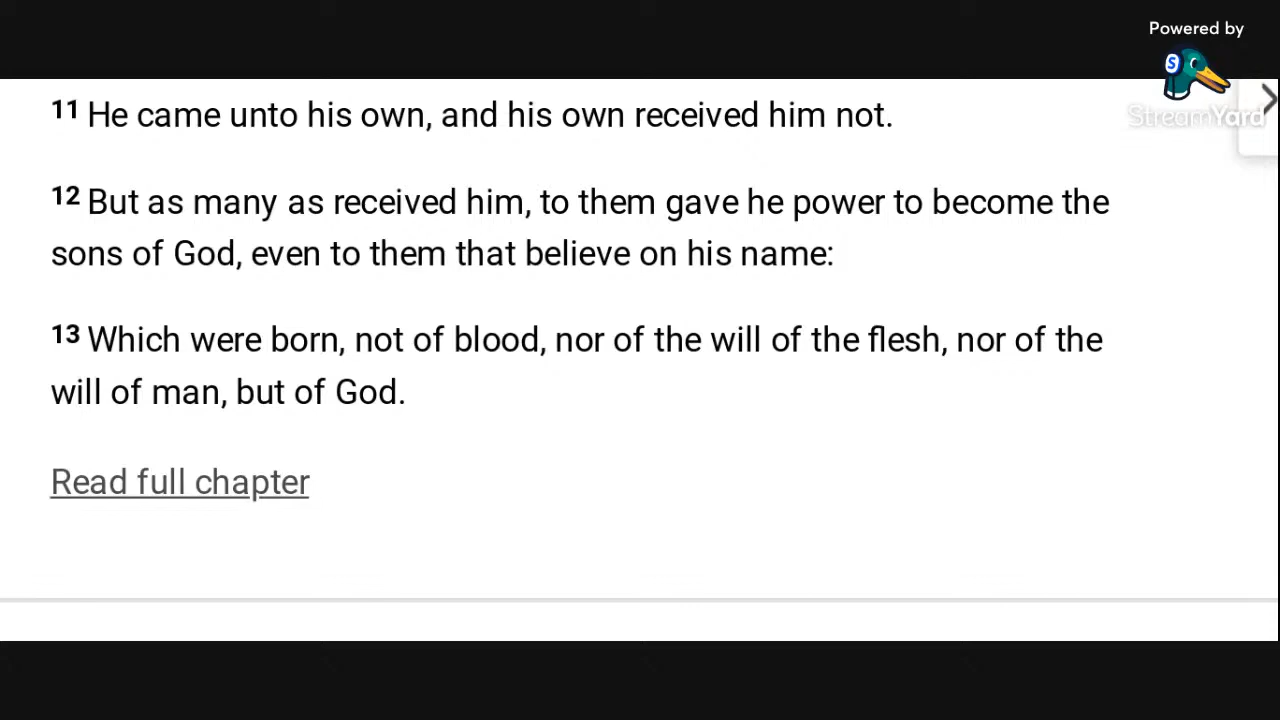 Powered by
S
StreamYard
11 He came unto his own, and his own received him not.
12 But as many as received him, to them gave he power to become the
sons of God, even to them that believe on his name:
13 Which were born, not of blood, nor of the will of the flesh, nor of the
will of man, but of God.
Read full chapter